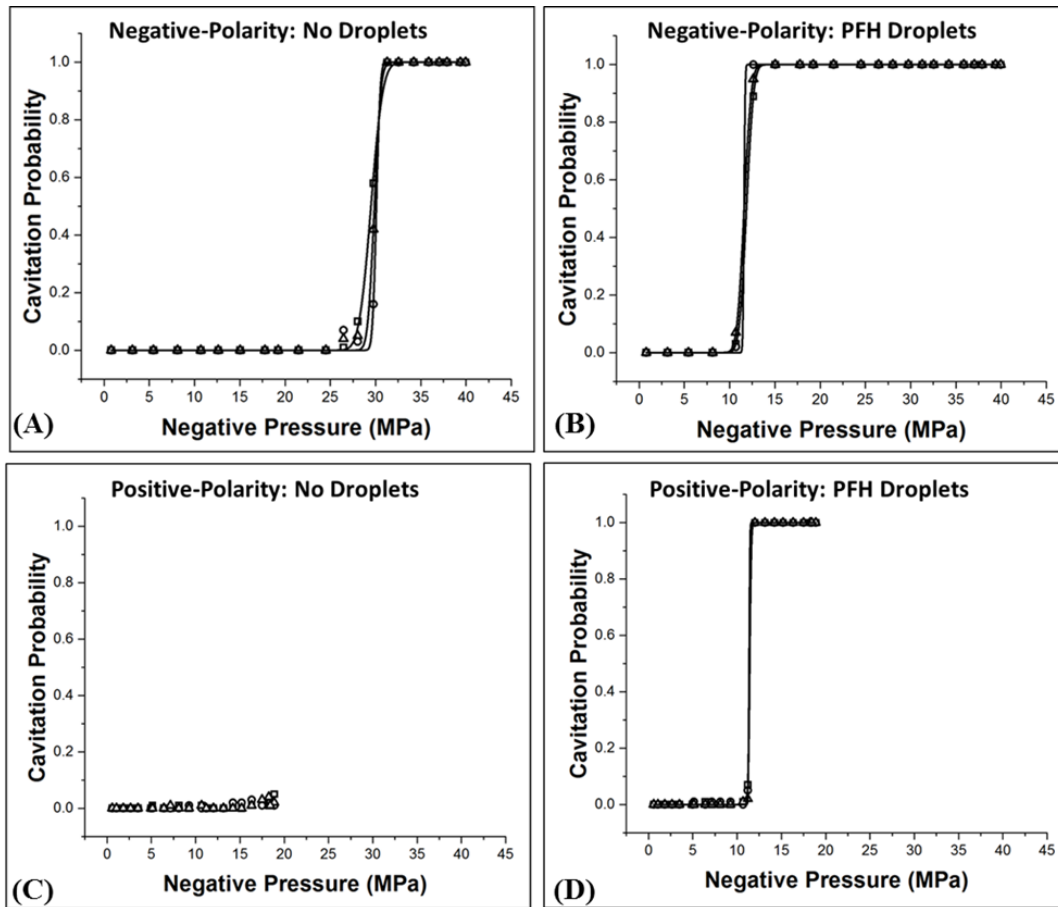 Negative-Polarity: No Droplets
1.0
0.8
0.6
0.4
0.2
0.0
Cavitation Probability
0 5 10 15 20 25 30 35 40 45
Negative Pressure (MPa)
(A)
Negative-Polarity: PFH Droplets
1.0
0.8
0.6
0.4
0.2
0.0
Cavitation Probability
0 5 10 15 20 25 30 35 40 45
Negative Pressure (MPa)
(B)
Positive-Polarity: No Droplets
1.0
0.8
0.6
0.4
0.2
0.0
Cavitation Probability
0 5 10 15 20 25 30 35 40
Negative Pressure (MPa)
(C)
Positive-Polarity: PFH Droplets
1.0
0.8
0.6
0.4
0.2
0.0
Cavitation Probability
0 5 10 15 20 25 30 35 40
Negative Pressure (MPa)
(D)